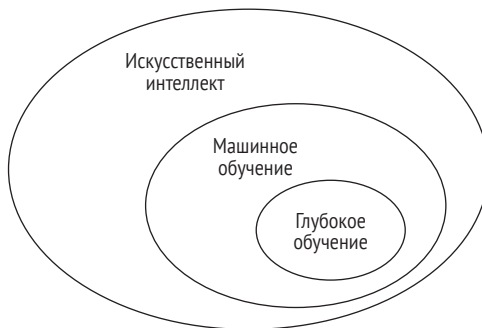 Искусственный
интеллект
Машинное
обучение
Глубокое
обучение